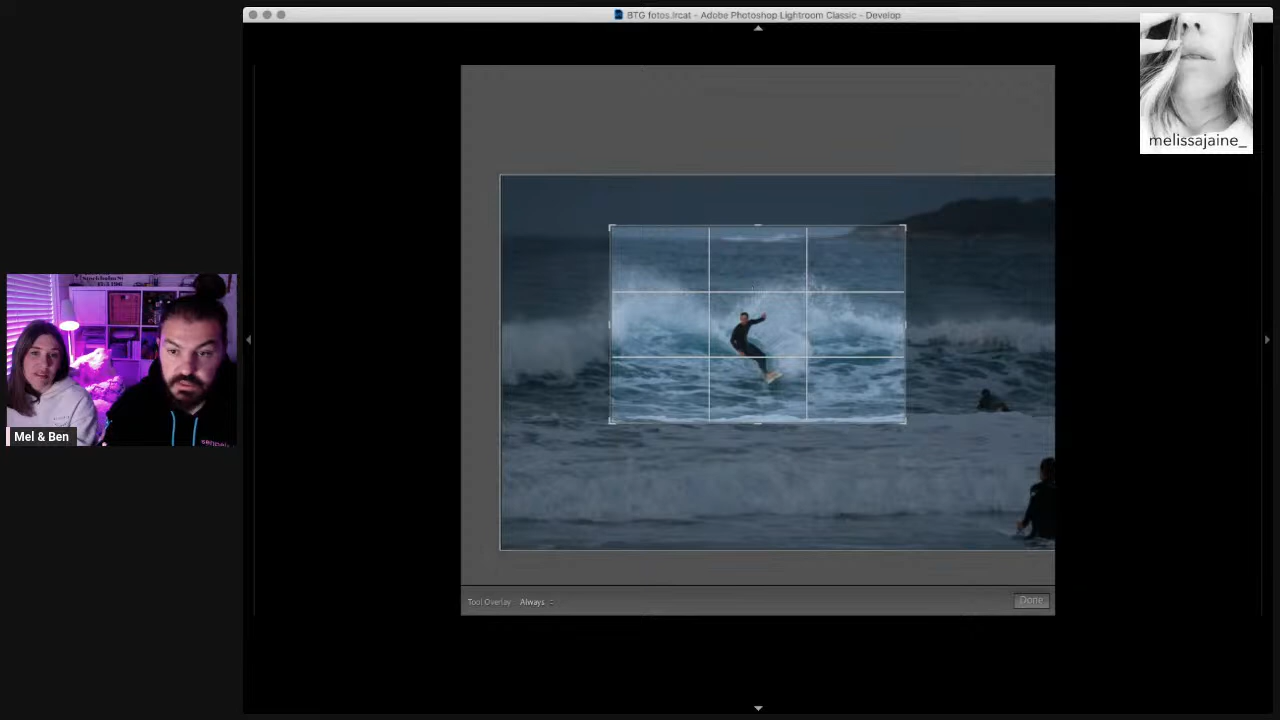 BTG fotos.lrcat - Adobe Photoshop Lightroom Classic - Develop
melissajaine_
Mel & Ben
Tool Overlay Always
Done